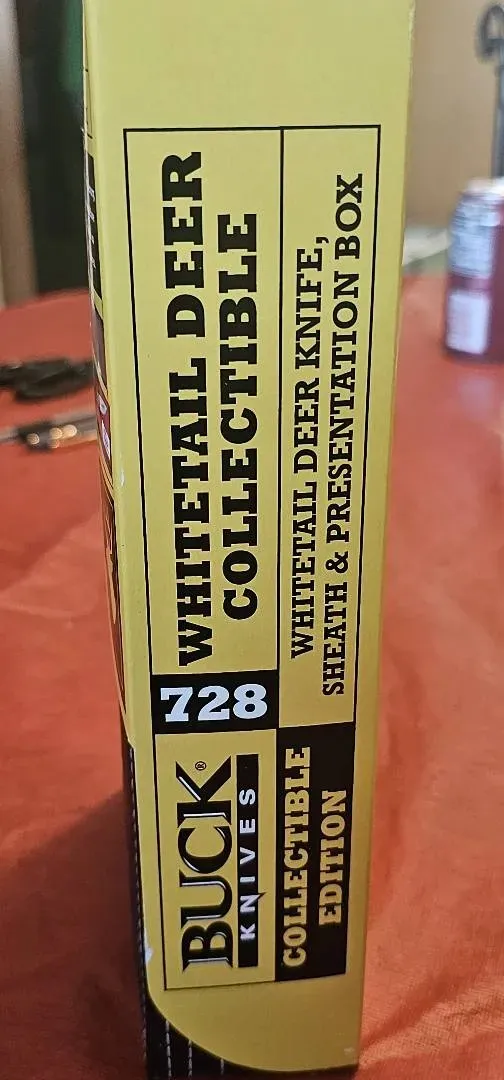 BUCK®
KNIVES
728
WHITETAIL DEER
COLLECTIBLE
COLLECTIBLE
EDITION
WHITETAIL DEER KNIFE,
SHEATH & PRESENTATION BOX